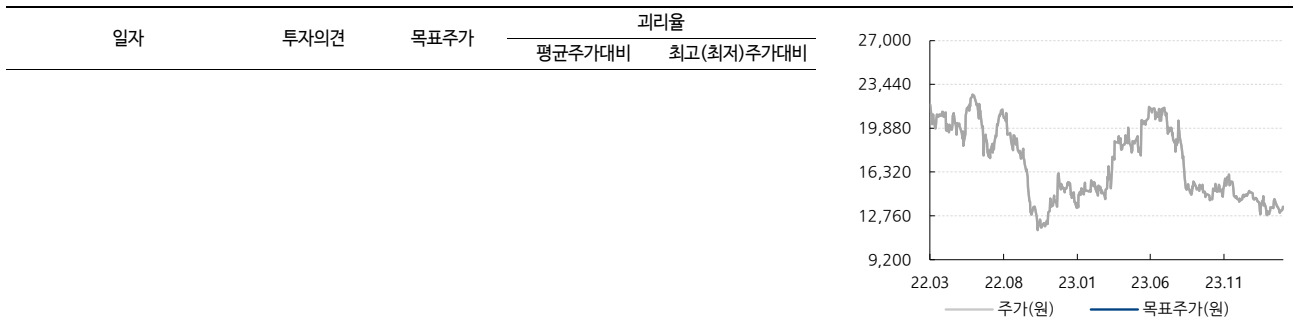 일자 투자의견 목표주가 괴리율
평균주가대비 최고(최저)주가대비
27,000
23,440
19,880
16,320
12,760
9,200
22.03 22.08 23.01 23.06 23.11
주가(원) 목표주가(원)